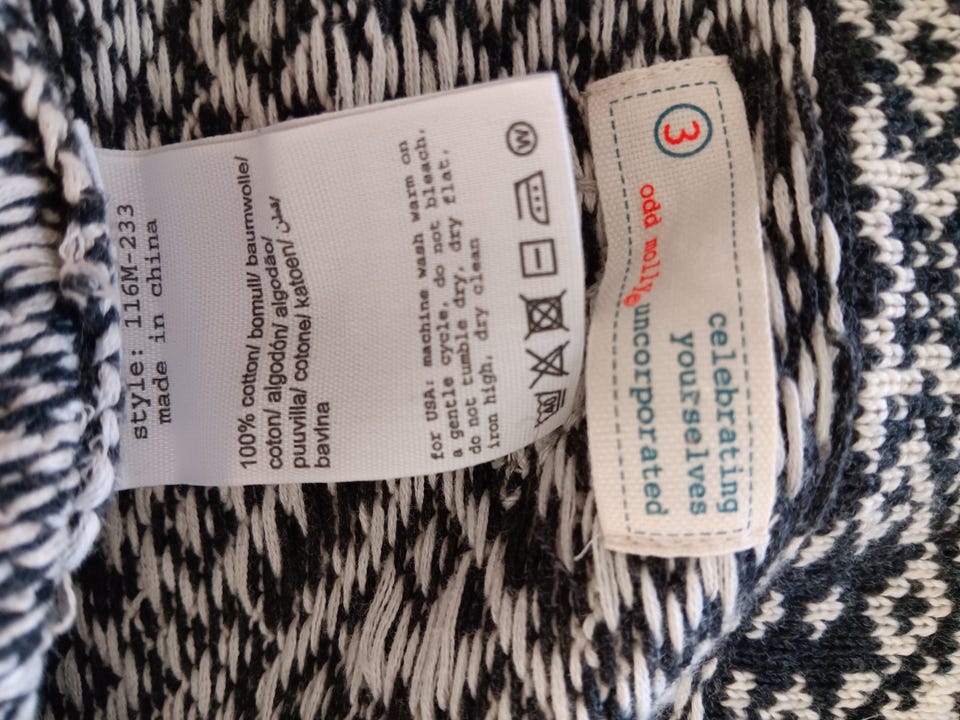 style: 116M-233
made in china
100% cotton/ bomull/ baumwolle/
coton/ algodón/ algodão/
puuvilla/ cotone/ katoen/ قطن/
bavlna
for USA: machine wash warm on
a gentle cycle, do not bleach,
do not tumble dry, dry flat,
iron high, dry clean
W
3
odd molly®
uncorporated
celebrating
yourselves